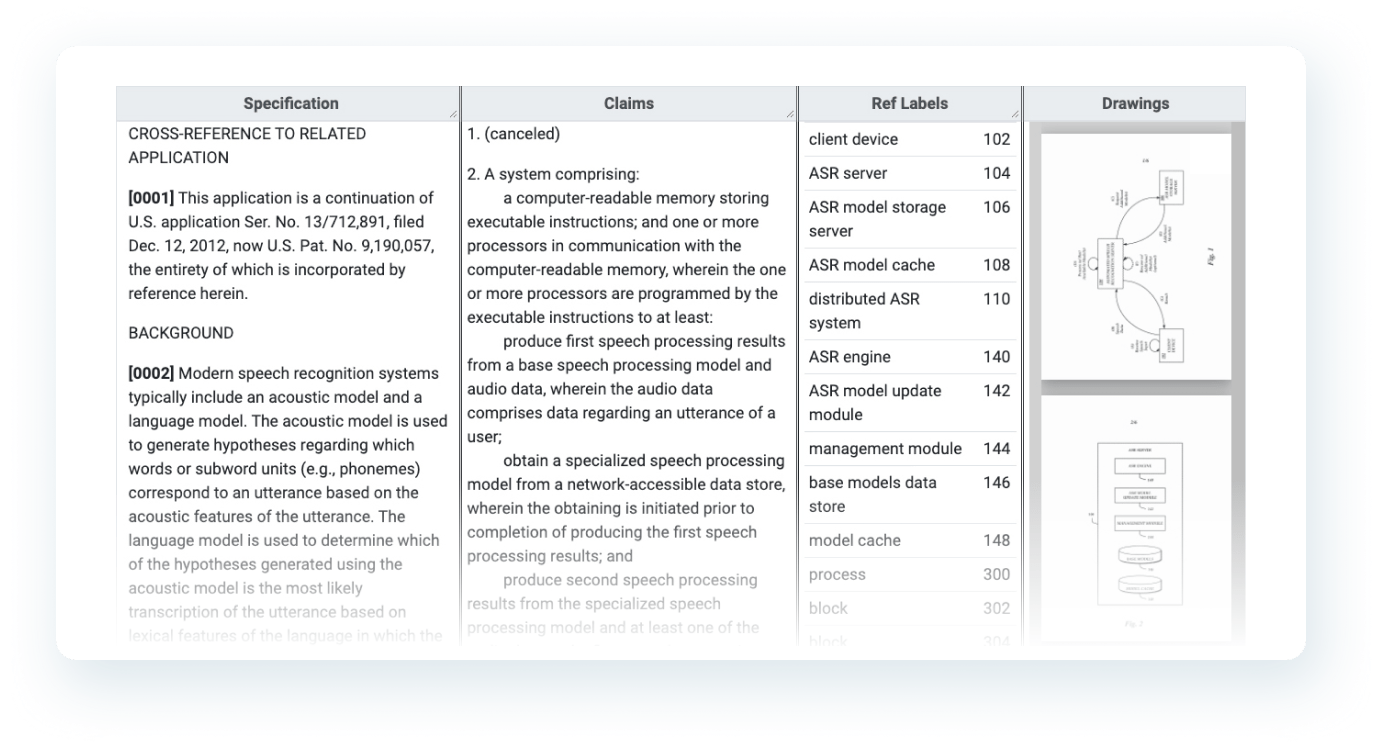 Specification
CROSS-REFERENCE TO RELATED
APPLICATION
[0001] This application is a continuation of
U.S. application Ser. No. 13/712,891, filed
Dec. 12, 2012, now U.S. Pat. No. 9,190,057,
the entirety of which is incorporated by
reference herein.
BACKGROUND
[0002] Modern speech recognition systems
typically include an acoustic model and a
language model. The acoustic model is used
to generate hypotheses regarding which
words or subword units (e.g., phonemes)
correspond to an utterance based on the
acoustic features of the utterance. The
language model is used to determine which
of the hypotheses generated using the
acoustic model is the most likely
transcription of the utterance based on
lexical features of the language in which the
Claims
1. (canceled)
2. A system comprising:
a computer-readable memory storing
executable instructions; and one or more
processors in communication with the
computer-readable memory, wherein the one
or more processors are programmed by the
executable instructions to at least:
produce first speech processing results
from a base speech processing model and
audio data, wherein the audio data
comprises data regarding an utterance of a
user;
obtain a specialized speech processing
model from a network-accessible data store,
wherein the obtaining is initiated prior to
completion of producing the first speech
processing results; and
produce second speech processing
results from the specialized speech
processing model and at least one of the
Ref Labels
client device 102
ASR server 104
ASR model storage 106
server
ASR model cache 108
distributed ASR 110
system
ASR engine 140
ASR model update 142
module
management module 144
base models data 146
store
model cache 148
process 300
block 302
block 304
Drawings
Fig. 1
Fig. 2